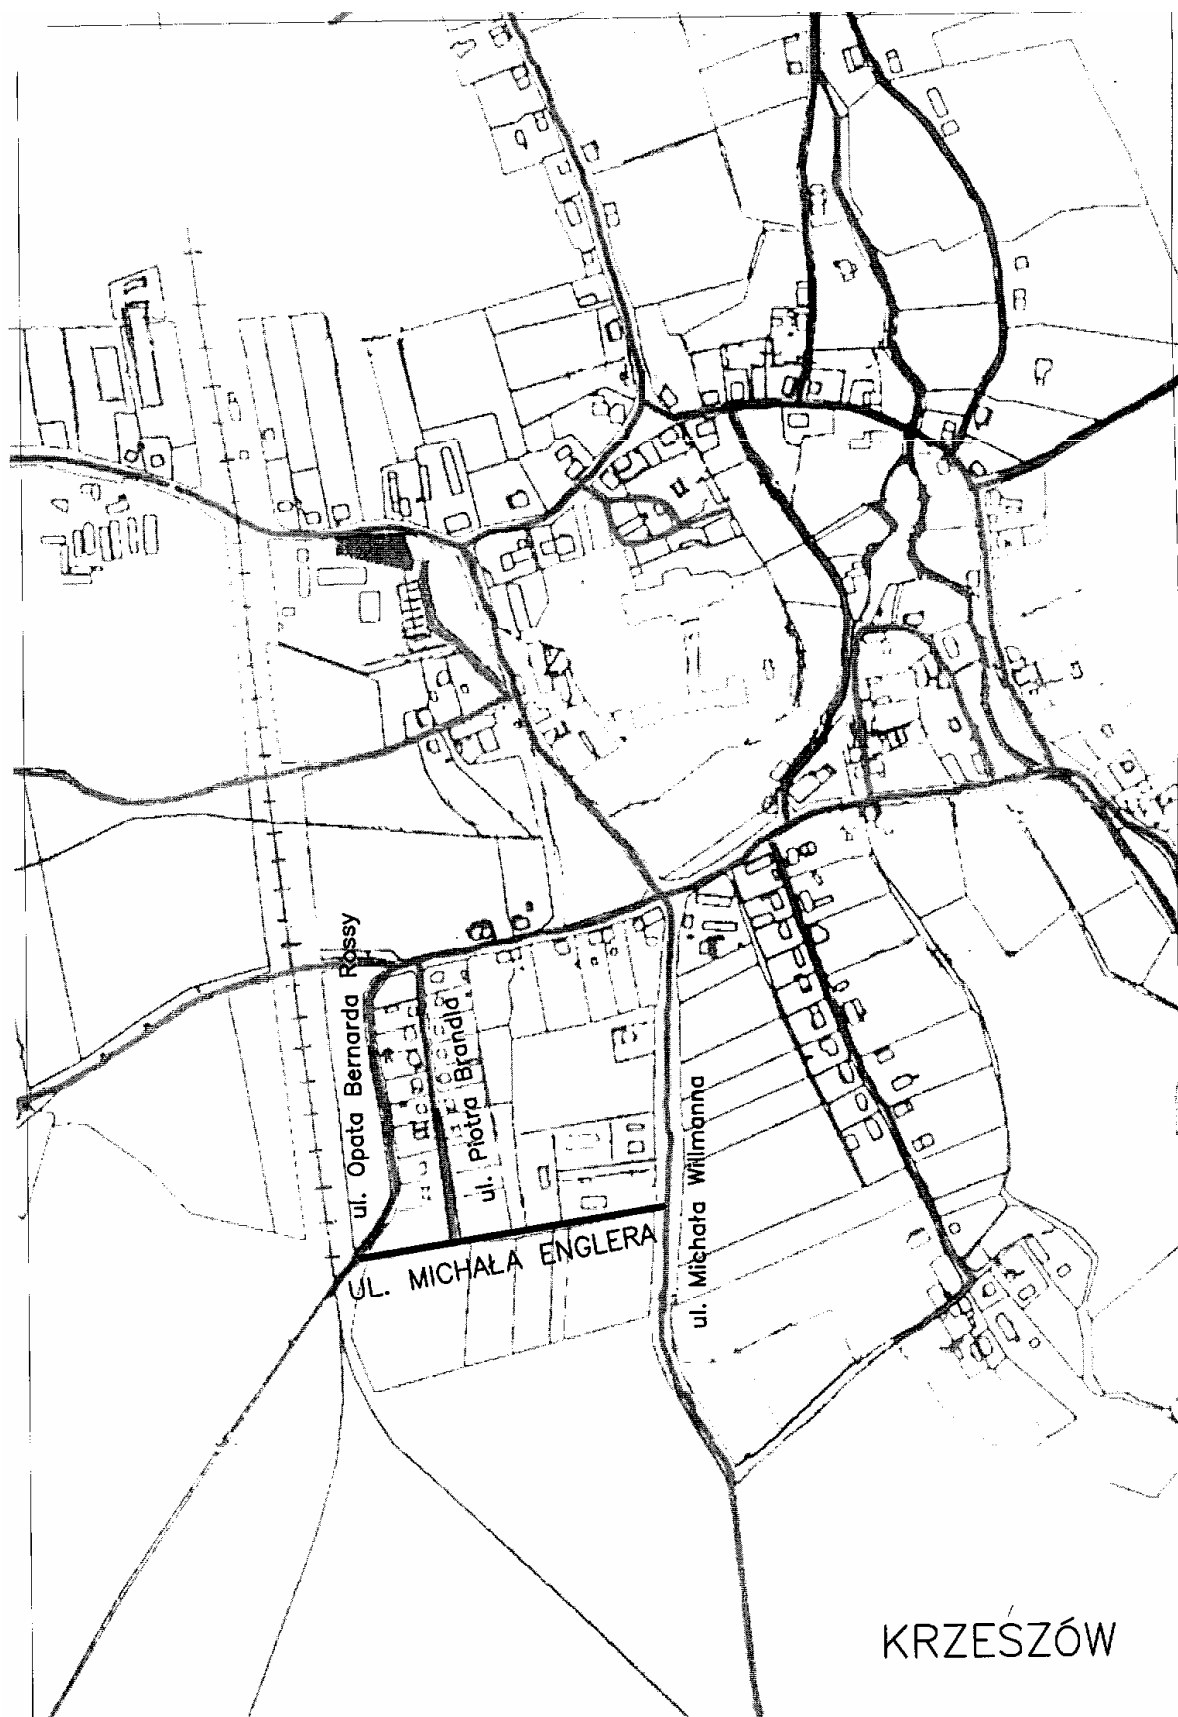 ul. Opata Bernarda Rossy
ul. Piotra Brandla
ul. Michała Willmanna
UL. MICHAŁA ENGLERA
KRZESZÓW